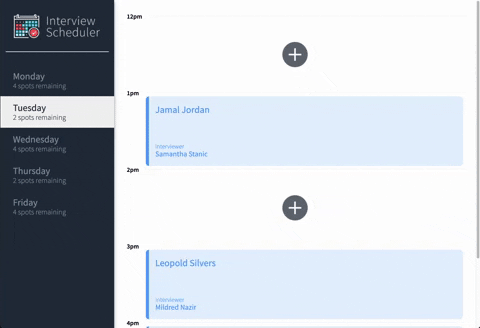 Interview
Scheduler
Monday
4 spots remaining
Tuesday
2 spots remaining
Wednesday
4 spots remaining
Thursday
2 spots remaining
Friday
4 spots remaining
12pm
1pm
Jamal Jordan
Interviewer
Samantha Stanic
2pm
3pm
Leopold Silvers
Interviewer
Mildred Nazir
4pm